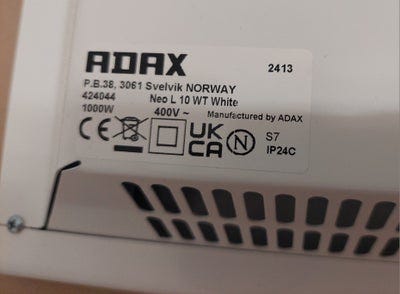 ADAX 2413
P.B.38, 3061 Svelvik NORWAY
424044 Neo L 10 WT White
1000W 400V ~ Manufactured by ADAX
CE UK CA N S7
IP24C